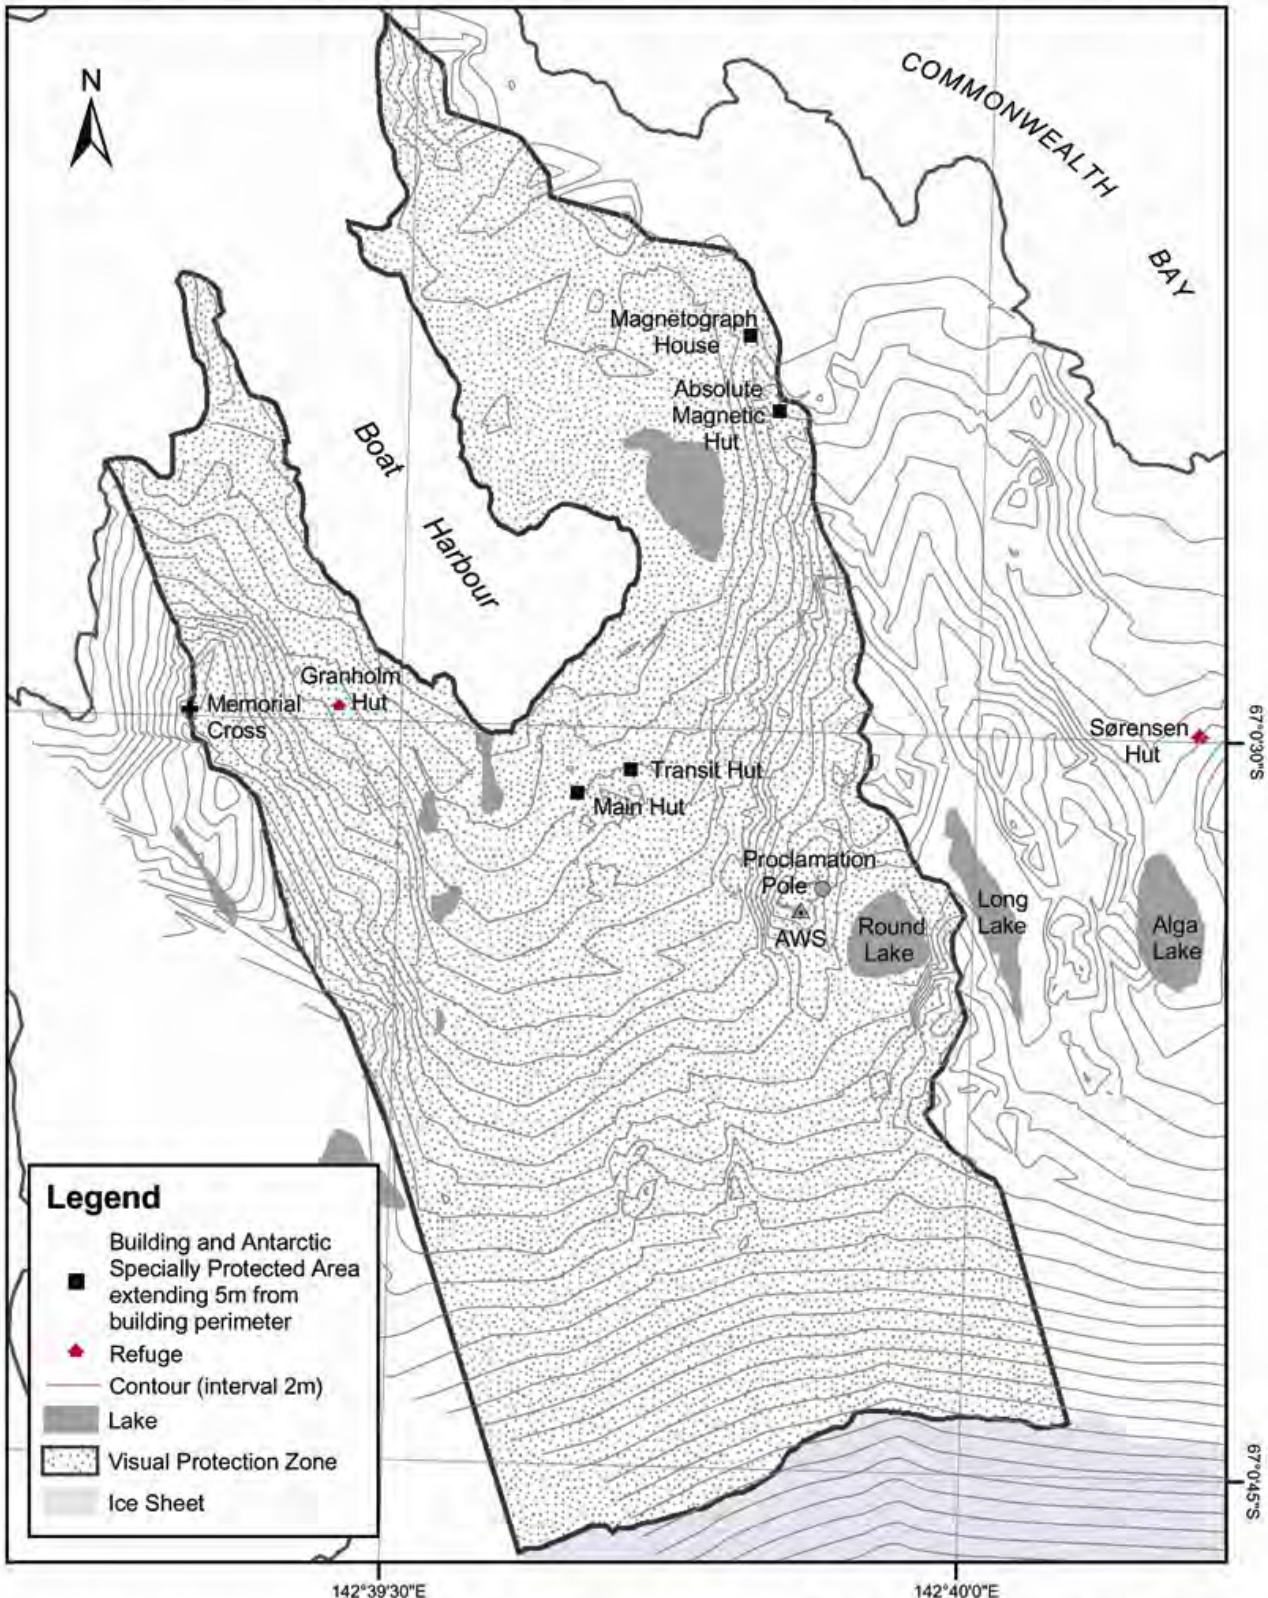 N
COMMONWEALTH
BAY
Magnetograph
House
Absolute
Magnetic
Hut
Boat
Harbour
Granholm
Hut
Memorial
Cross
Sørensen
Hut
67°0'30"S
Transit Hut
Main Hut
Proclamation
Pole
AWS
Round
Lake
Long
Lake
Alga
Lake
Legend
Building and Antarctic
Specially Protected Area
extending 5m from
building perimeter
Refuge
Contour (interval 2m)
Lake
Visual Protection Zone
Ice Sheet
67°0'45"S
142°39'30"E
142°40'0"E